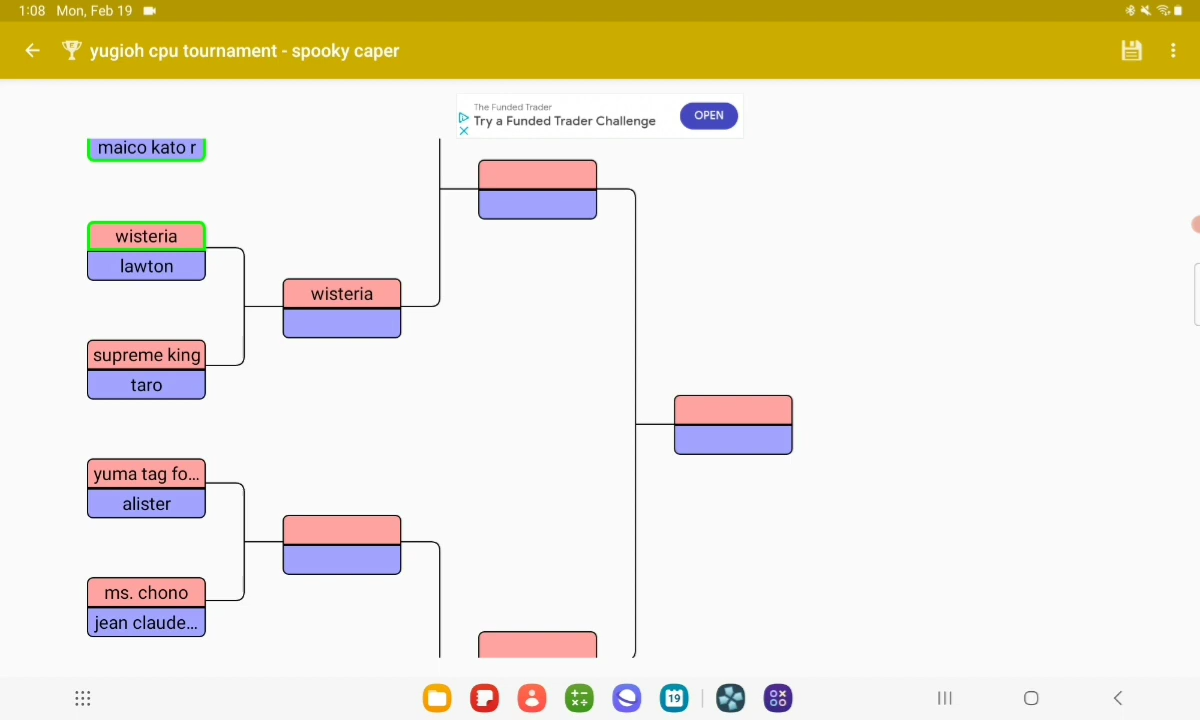 1:08 Mon, Feb 19
yugioh cpu tournament - spooky caper
The Funded Trader
Try a Funded Trader Challenge
OPEN
maico kato r
wisteria
lawton
wisteria
supreme king
taro
yuma tag fo...
alister
ms. chono
jean claude...
19